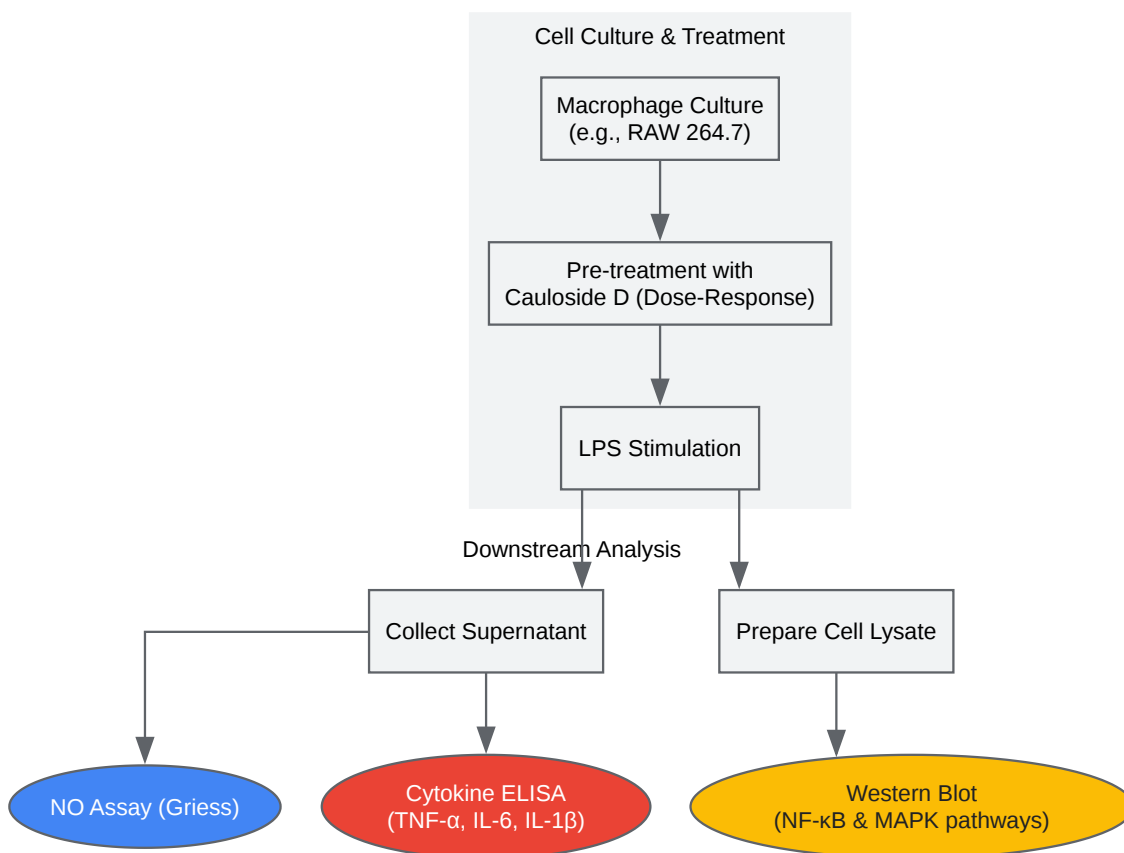 Cell Culture & Treatment
Macrophage Culture
(e.g., RAW 264.7)
Pre-treatment with
Cauloside D (Dose-Response)
LPS Stimulation
Downstream Analysis
Collect Supernatant
Prepare Cell Lysate
NO Assay (Griess)
Cytokine ELISA
(TNF-α, IL-6, IL-1β)
Western Blot
(NF-κB & MAPK pathways)